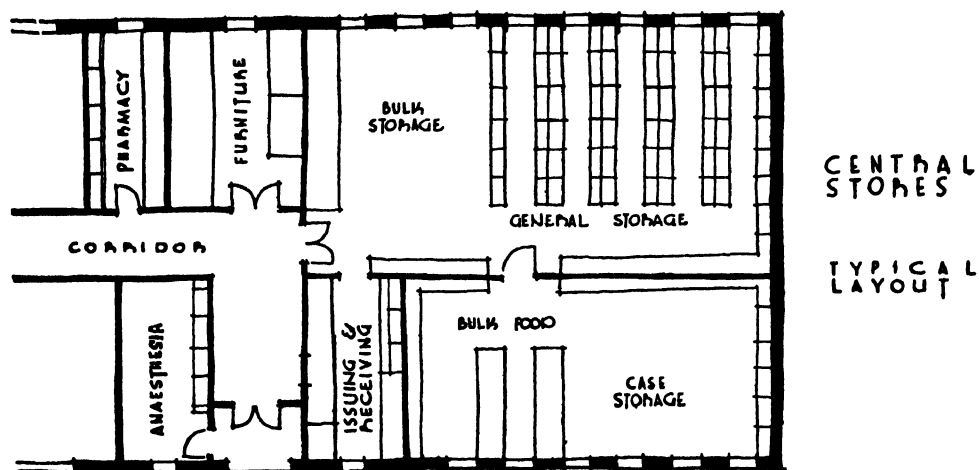 PHARMACY
FURNITURE
BULK
STORAGE
CENTRAL
STORES
GENERAL STORAGE
CORRIDOR
TYPICAL
LAYOUT
ANAESTHESIA
ISSUING &
RECEIVING
BULK FOOD
CASE
STORAGE